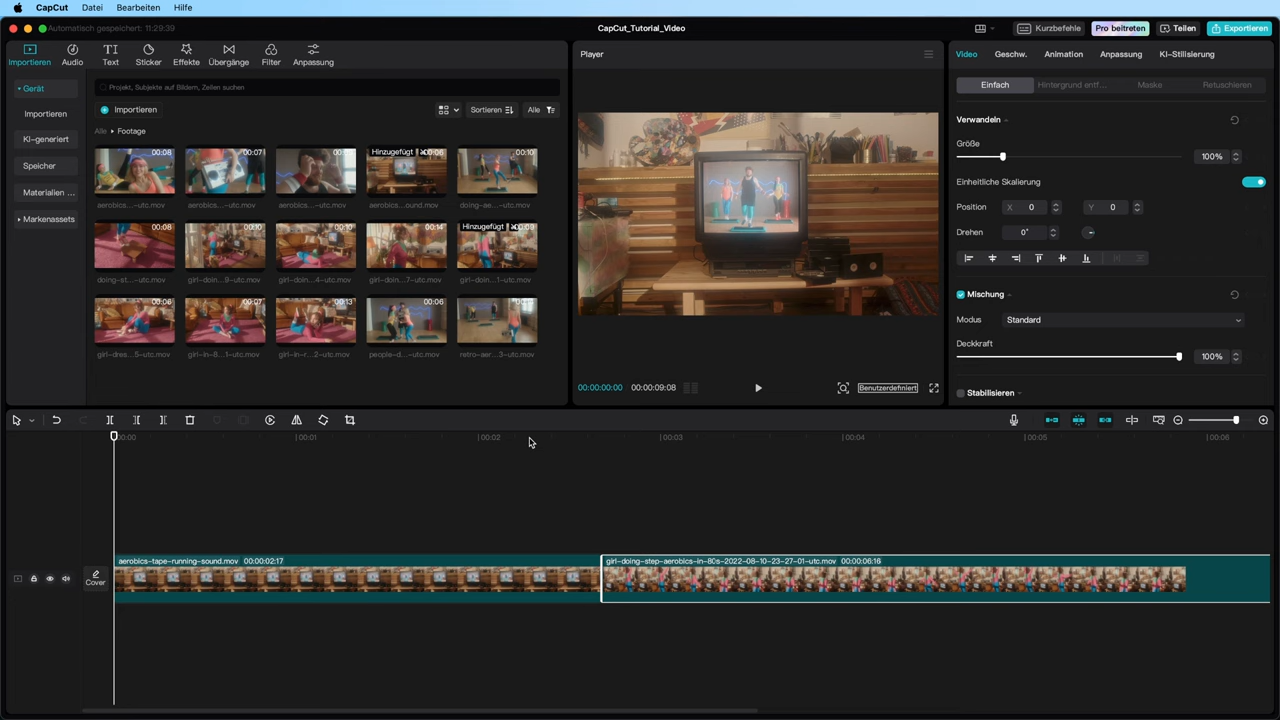 CapCut Datei Bearbeiten Hilfe
Automatisch gespeichert: 11:29:39
CapCut_Tutorial_Video
Kurzbefehle Pro beitreten Teilen Exportieren
Importieren Audio Text Sticker Effekte Übergänge Filter Anpassung
Gerät
Importieren
KI-generiert
Speicher
Materialien ...
Markenassets
Projekt, Subjekte auf Bildern, Zeilen suchen
Importieren
Sortieren Alle
Alle Footage
00:08 00:07 Hinzugefügt 00:06 00:10
aerobics...-utc.mov aerobics...-utc.mov aerobics...-utc.mov aerobics...ound.mov doing-ae...-utc.mov
00:08 00:10 00:10 00:14 Hinzugefügt
doing-st...-utc.mov girl-doin...9-utc.mov girl-doin...4-utc.mov girl-doin...7-utc.mov girl-doin...1-utc.mov
00:07 00:13 00:06
girl-dres...5-utc.mov girl-in-8...1-utc.mov girl-in-r...2-utc.mov people-d...-utc.mov retro-aer...3-utc.mov
Player
00:00:00:00 00:00:09:08
Benutzerdefiniert
Video Geschw. Animation Anpassung KI-Stilisierung
Einfach Hintergrund entf... Maske Retuschieren
Verwandeln
Größe
100%
Einheitliche Skalierung
Position X 0 Y 0
Drehen 0°
Mischung
Modus Standard
Deckkraft
100%
Stabilisieren
00:00 00:01 00:02 00:03 00:04 00:05 00:06
Cover
aerobics-tape-running-sound.mov 00:00:02:17
girl-doing-step-aerobics-in-80s-2022-08-10-23-27-01-utc.mov 00:00:06:16